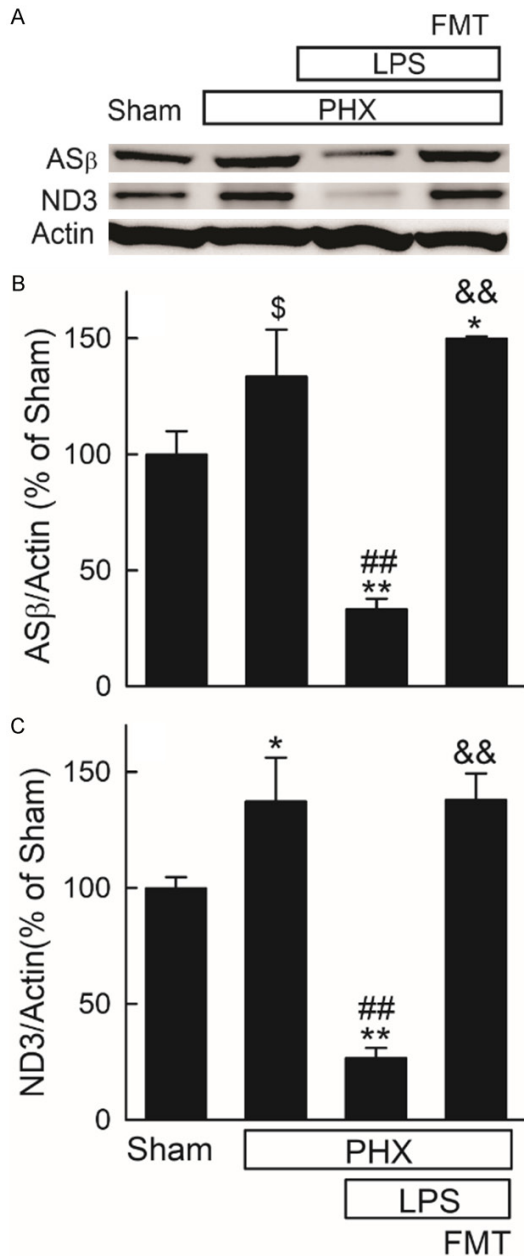 A
FMT
LPS
Sham PHX
ASβ
ND3
Actin
B
ASβ/Actin (% of Sham)
150
100
50
0
$
## 
**
&&
*
C
ND3/Actin(% of Sham)
150
100
50
0
*
##
**
&&
Sham PHX
LPS
FMT